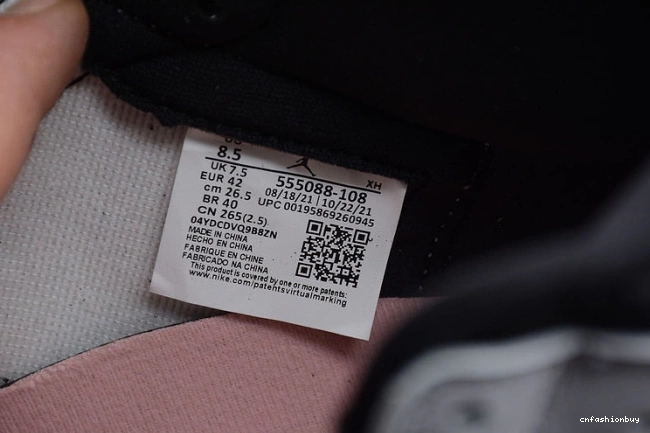 8.5
UK 7.5
EUR 42
cm 26.5
BR 40
CN 265(2.5)
04YDCDVQ9B8ZN
555088-108 XH
08/18/21 | 10/22/21
UPC 00195869260945
MADE IN CHINA
HECHO EN CHINA
FABRIQUE EN CHINE
FABRICADO NA CHINA
This product is covered by one or more patents:
www.nike.com/patentsvirtualmarking
cnfashionbuy